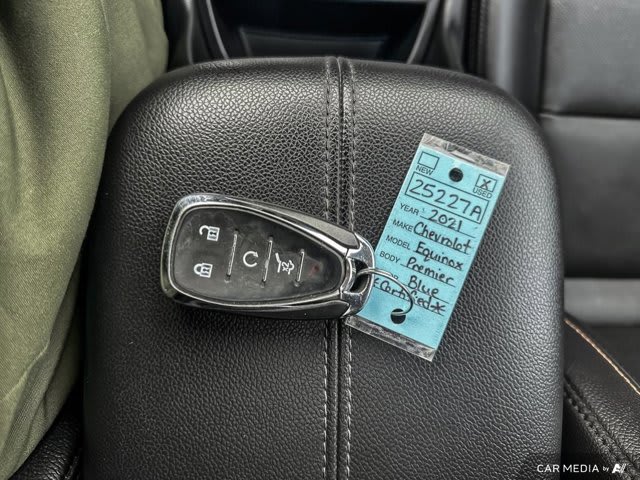 NEW
X
USED
25227A
YEAR 2021
MAKE Chevrolet
MODEL Equinox
BODY Premier
Blue
*Certified*
CAR MEDIA by